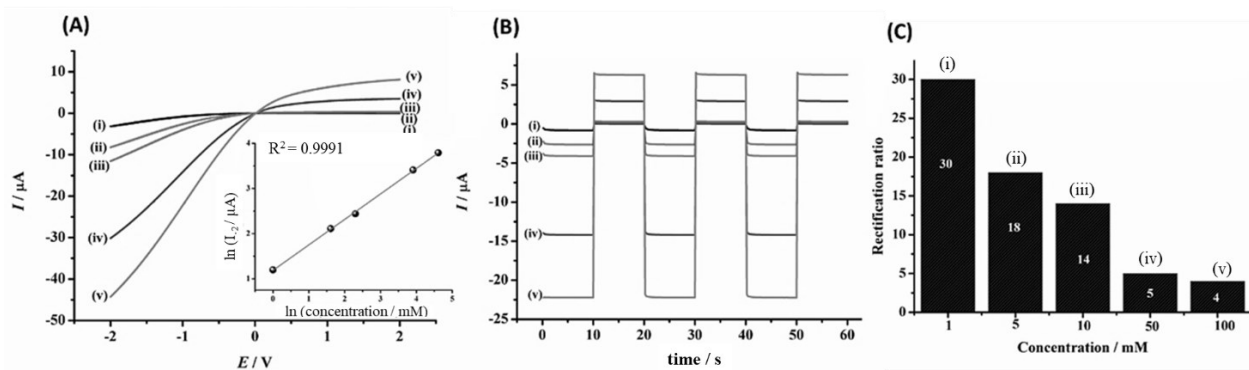 (A)
10
0
-10
-20
-30
-40
-50
I / µA
-2
-1
0
1
2
E / V
(i)
(ii)
(iii)
(iv)
(v)
(v)
(iv)
(iii)
(ii)
(i)
R² = 0.9991
4
3
2
1
ln (I₋₂ / µA)
0
1
2
3
4
5
ln (concentration / mM)
(B)
5
0
-5
-10
-15
-20
-25
I / µA
(i)
(ii)
(iii)
(iv)
(v)
0
10
20
30
40
50
60
time / s
(C)
30
25
20
15
10
5
0
Rectification ratio
(i)
(ii)
(iii)
(iv)
(v)
30
18
14
5
4
1
5
10
50
100
Concentration / mM